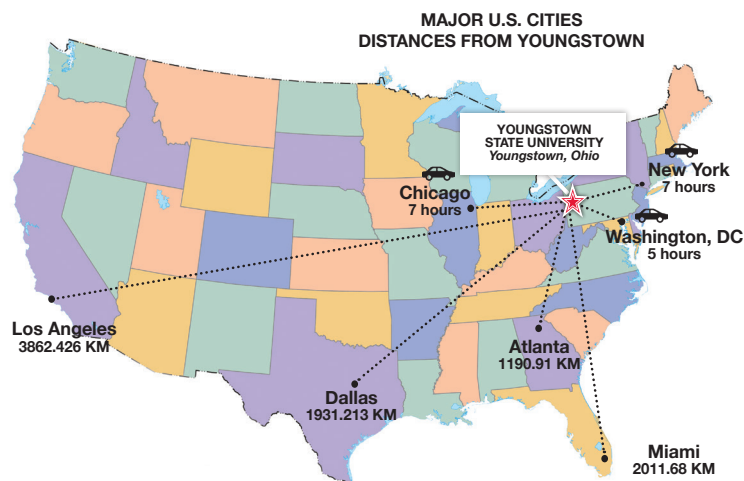 MAJOR U.S. CITIES
DISTANCES FROM YOUNGSTOWN
YOUNGSTOWN
STATE UNIVERSITY
Youngstown, Ohio
New York
7 hours
Chicago
7 hours
Washington, DC
5 hours
Los Angeles
3862.426 KM
Atlanta
1190.91 KM
Dallas
1931.213 KM
Miami
2011.68 KM